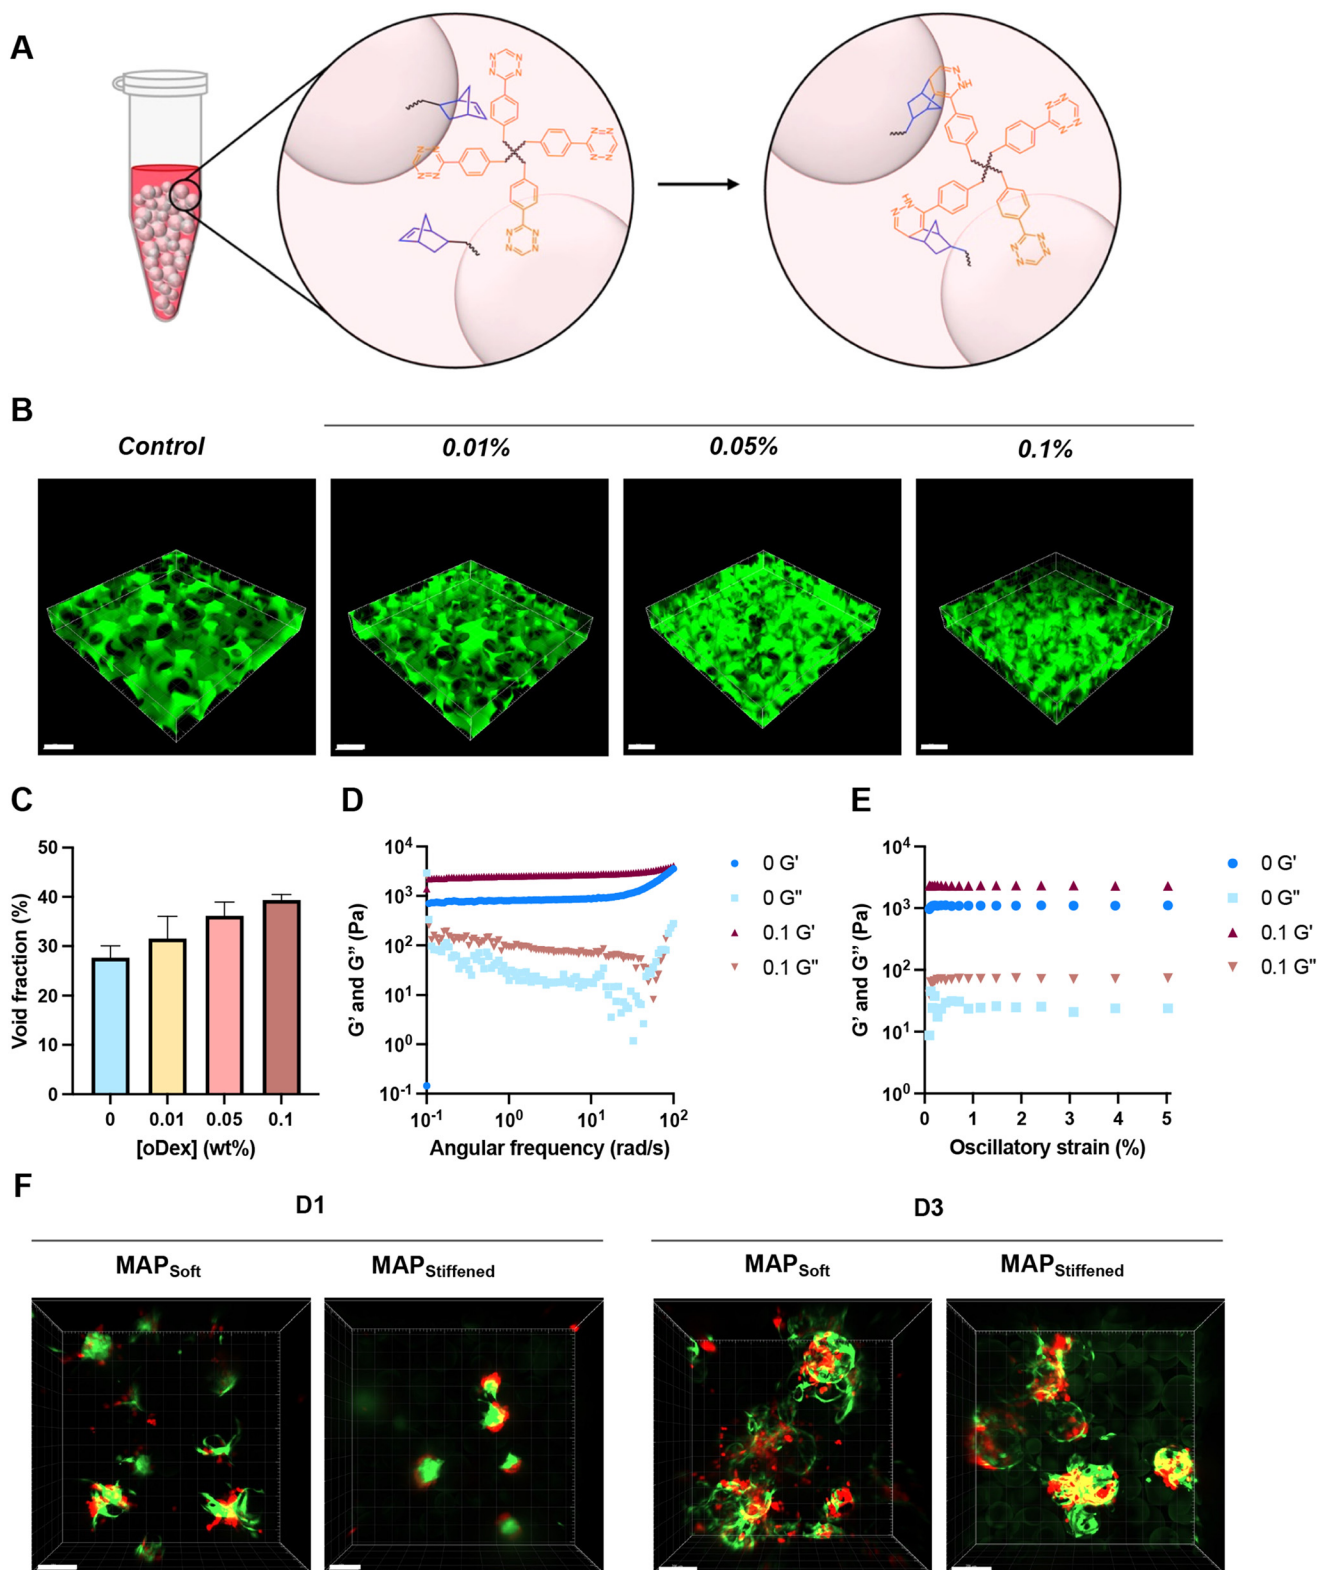 A
N N N N
N N N N
N N N N
N N N N
N NH
N N N N
N N H
N N N N
B
Control 0.01% 0.05% 0.1%
C
50
40
30
20
10
0
Void fraction (%)
0 0.01 0.05 0.1
[oDex] (wt%)
D
10⁴
10³
10²
10¹
10⁰
10⁻¹
G' and G'' (Pa)
10⁻¹ 10⁰ 10¹ 10²
Angular frequency (rad/s)
0 G'
0 G"
0.1 G'
0.1 G"
E
10⁴
10³
10²
10¹
10⁰
G' and G'' (Pa)
0 1 2 3 4 5
Oscillatory strain (%)
0 G'
0 G"
0.1 G'
0.1 G"
F
D1 D3
MAPSoft MAPStiffened MAPSoft MAPStiffened